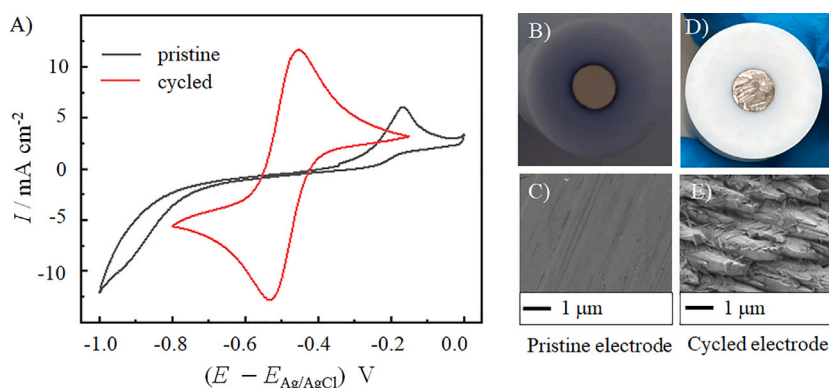 A)
pristine
cycled
10
5
0
-5
-10
-1.0 -0.8 -0.6 -0.4 -0.2 0.0
I / mA cm⁻²
(E − E_Ag/AgCl) V
B)
D)
C)
E)
1 μm
1 μm
Pristine electrode
Cycled electrode